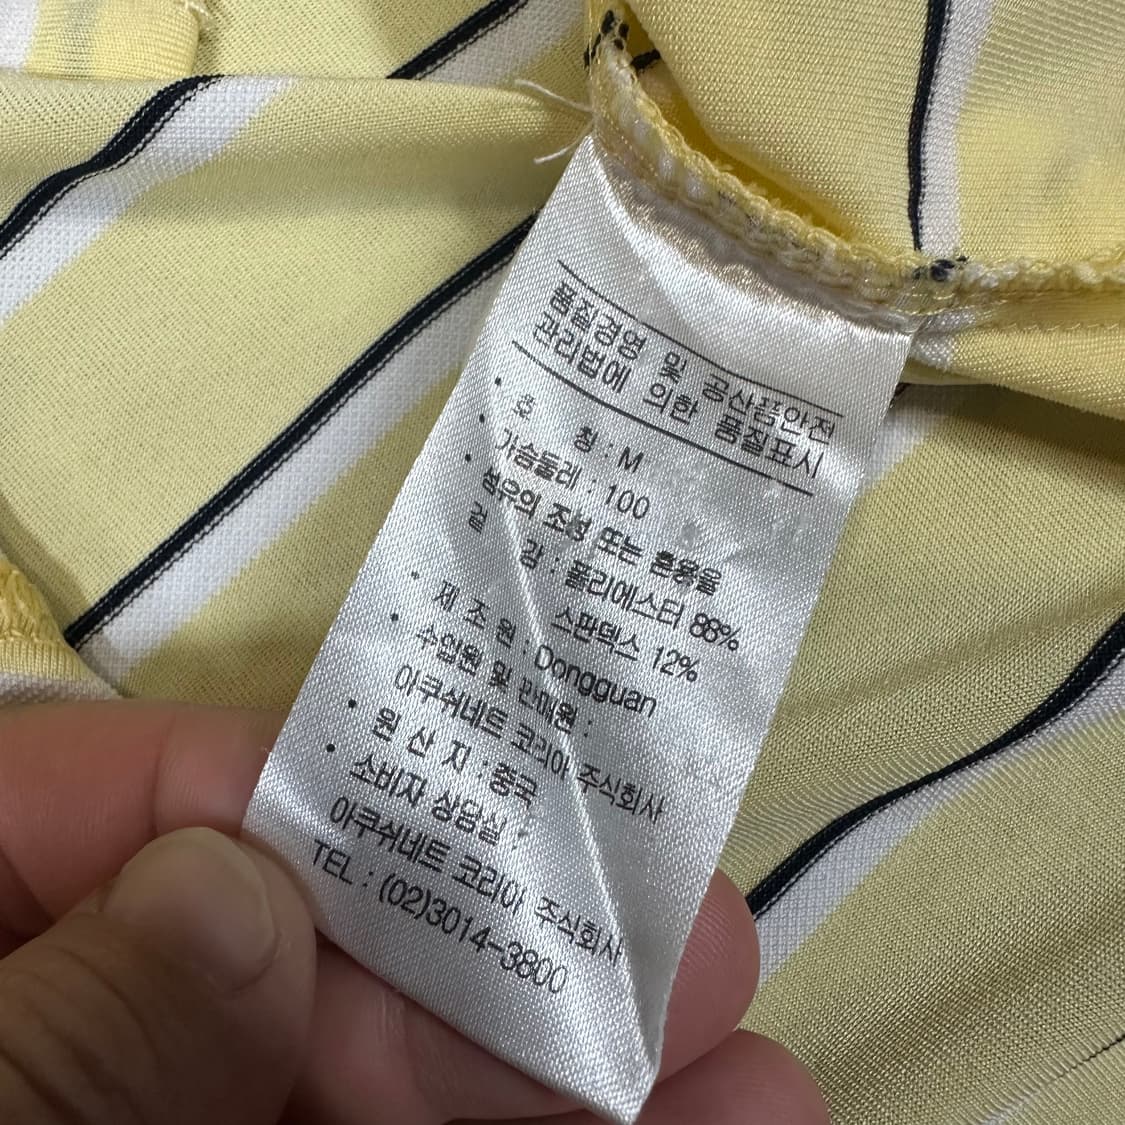 품질경영 및 공산품안전
관리법에 의한 품질표시
• 호 칭 : M
• 가슴둘레 : 100
• 섬유의 조성 또는 혼용율
겉 감 : 폴리에스터 88%
스판덱스 12%
• 제 조 원 : Dongguan
• 수입원 및 판매원 :
아쿠쉬네트 코리아 주식회사
• 원 산 지 : 중국
• 소비자 상담실 :
아쿠쉬네트 코리아 주식회사
TEL : (02)3014-3800